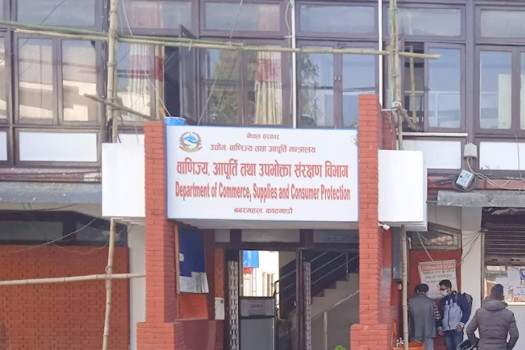 नेपाल सरकार
उद्योग, वाणिज्य तथा आपूर्ति मन्त्रालय
वाणिज्य, आपूर्ति तथा उपभोक्ता संरक्षण विभाग
Department of Commerce, Supplies and Consumer Protection
बबरमहल, काठमाडौं